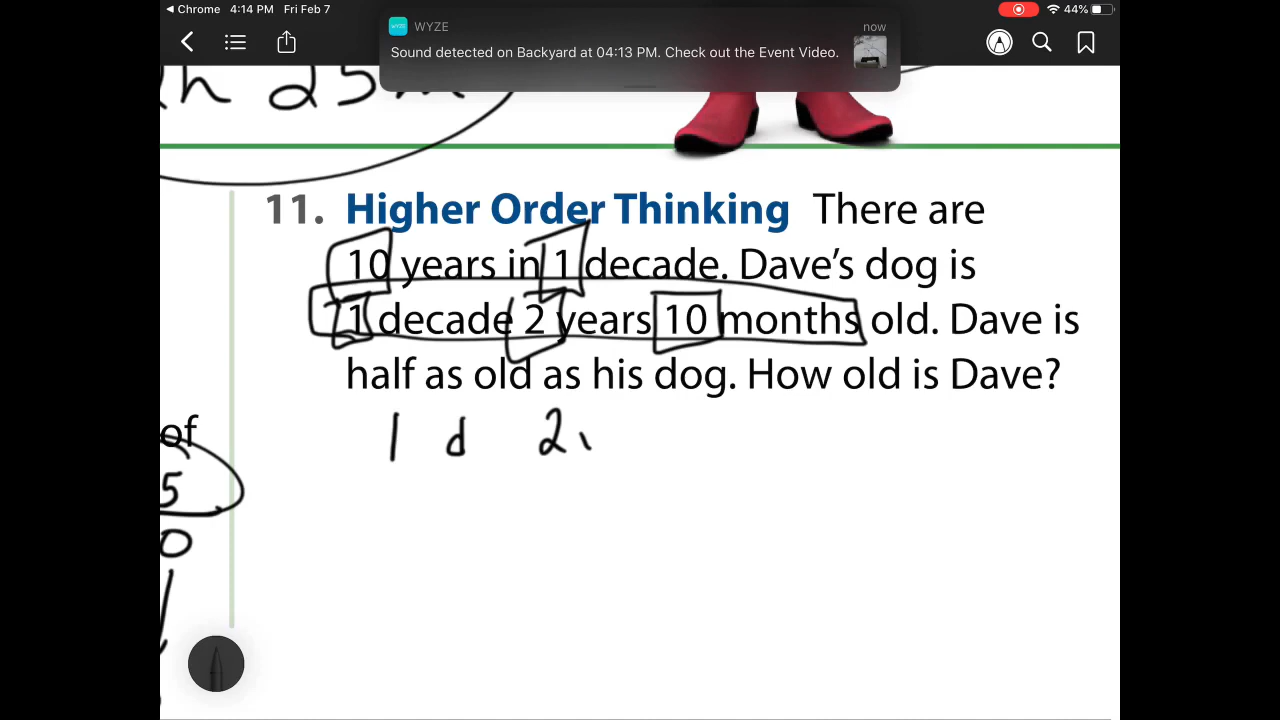 Chrome 4:14 PM Fri Feb 7
44%
WYZE
WYZE now
Sound detected on Backyard at 04:13 PM. Check out the Event Video.
11. Higher Order Thinking There are
10 years in 1 decade. Dave's dog is
1 decade 2 years 10 months old. Dave is
half as old as his dog. How old is Dave?
1 d 2
of
5
0